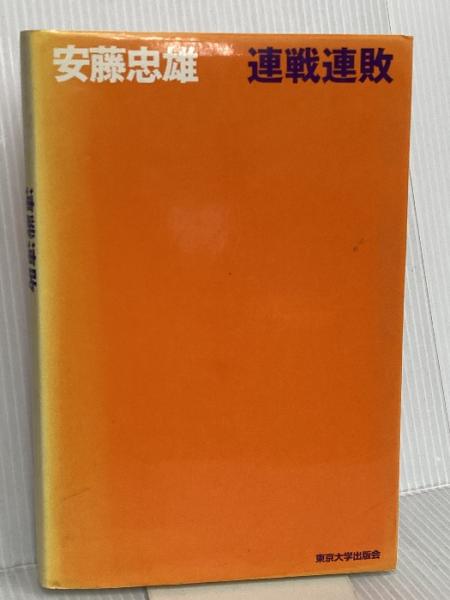 安藤忠雄 連戦連敗
連戦連敗
東京大学出版会